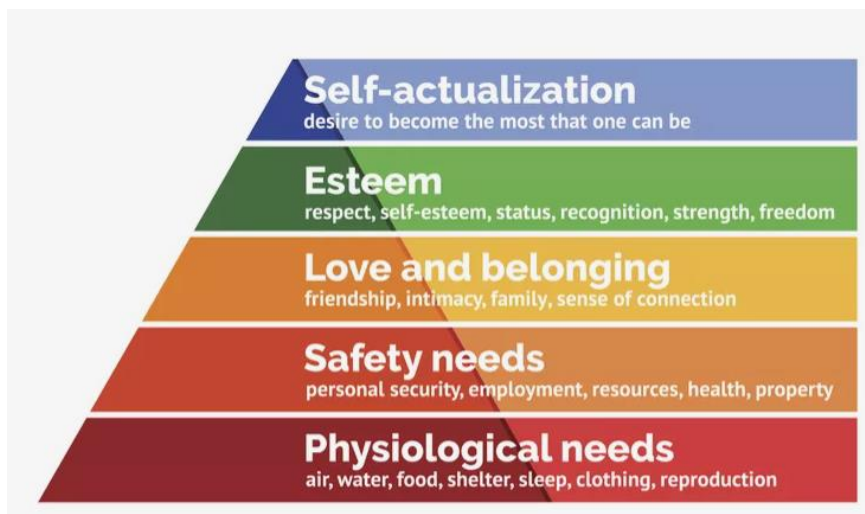 Self-actualization
desire to become the most that one can be
Esteem
respect, self-esteem, status, recognition, strength, freedom
Love and belonging
friendship, intimacy, family, sense of connection
Safety needs
personal security, employment, resources, health, property
Physiological needs
air, water, food, shelter, sleep, clothing, reproduction